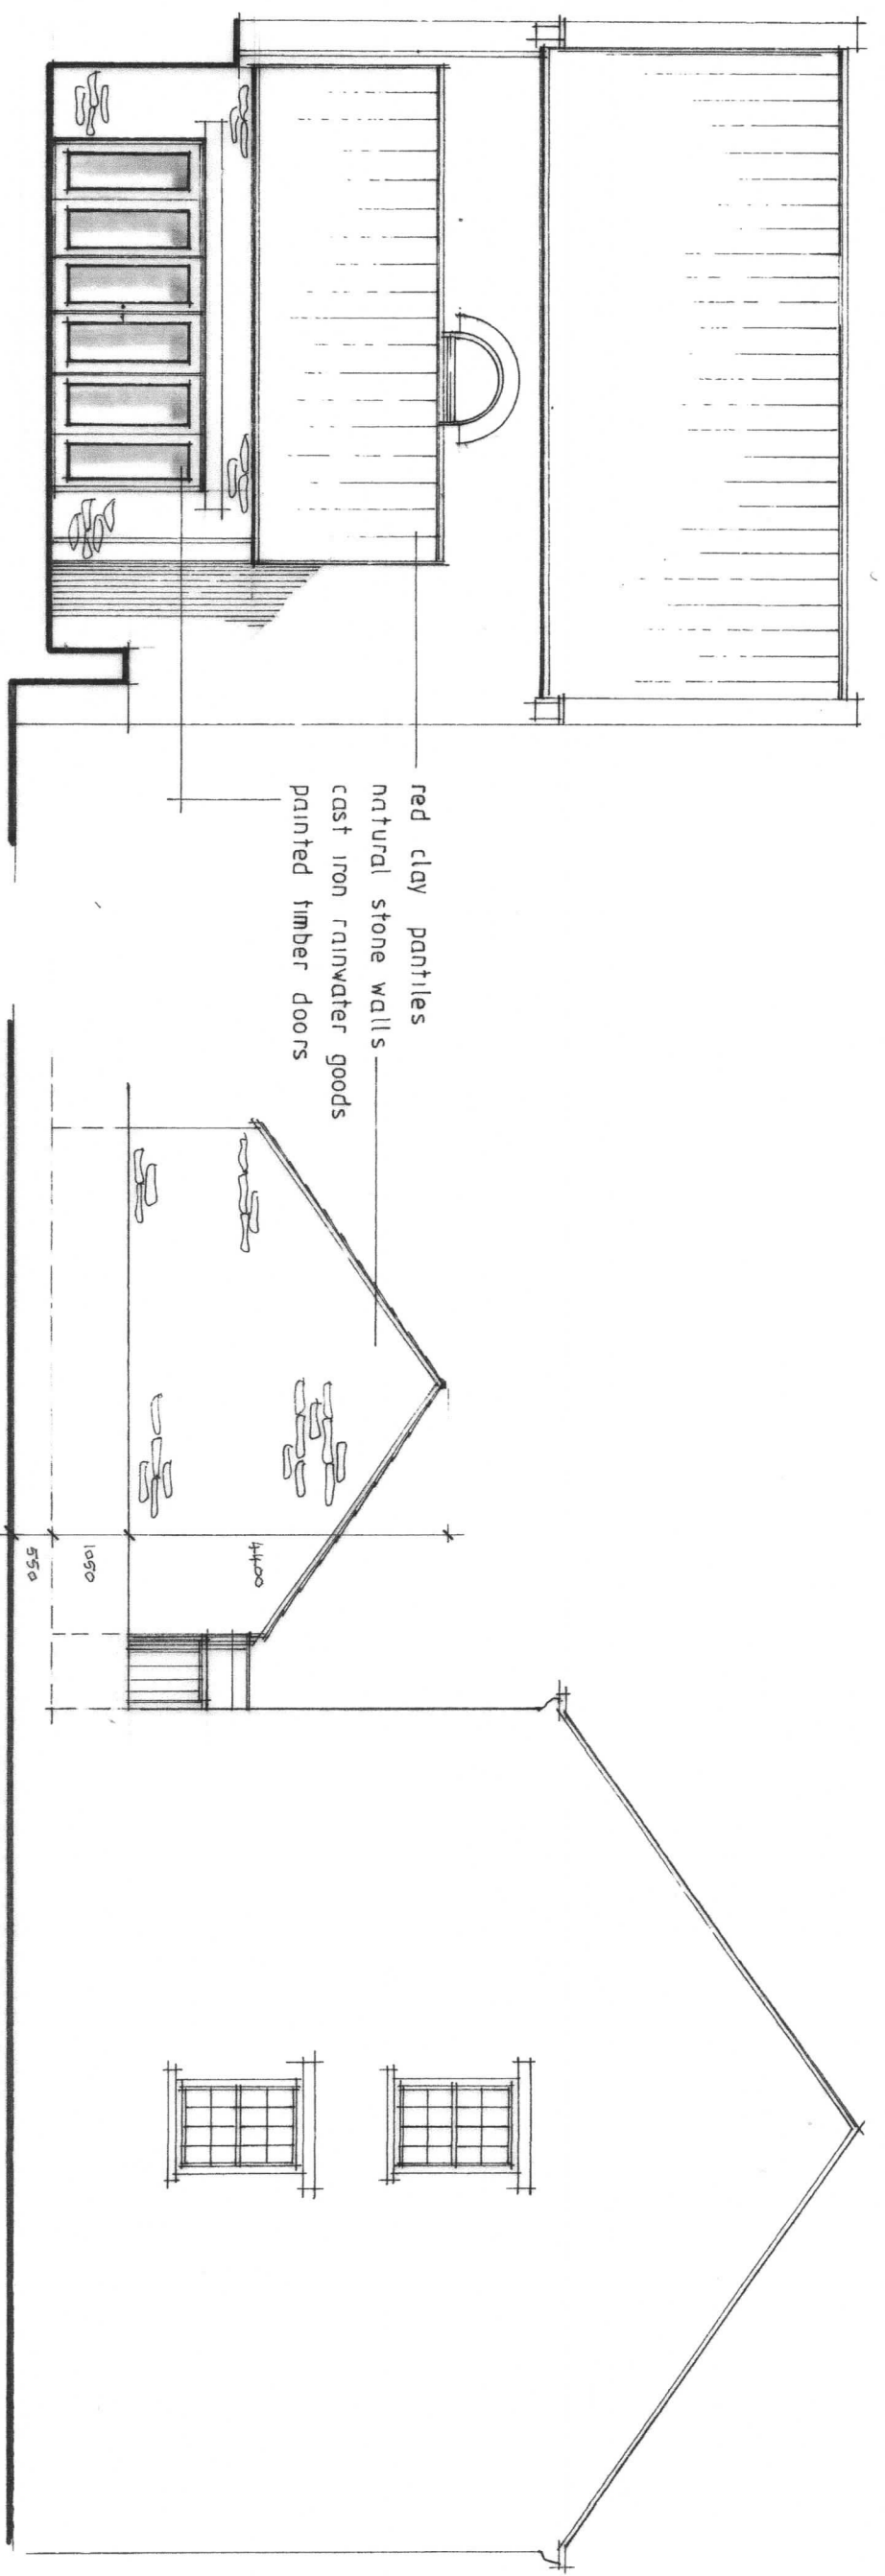 red clay pantiles
natural stone walls
cast iron rainwater goods
painted timber doors
4400
1050
550